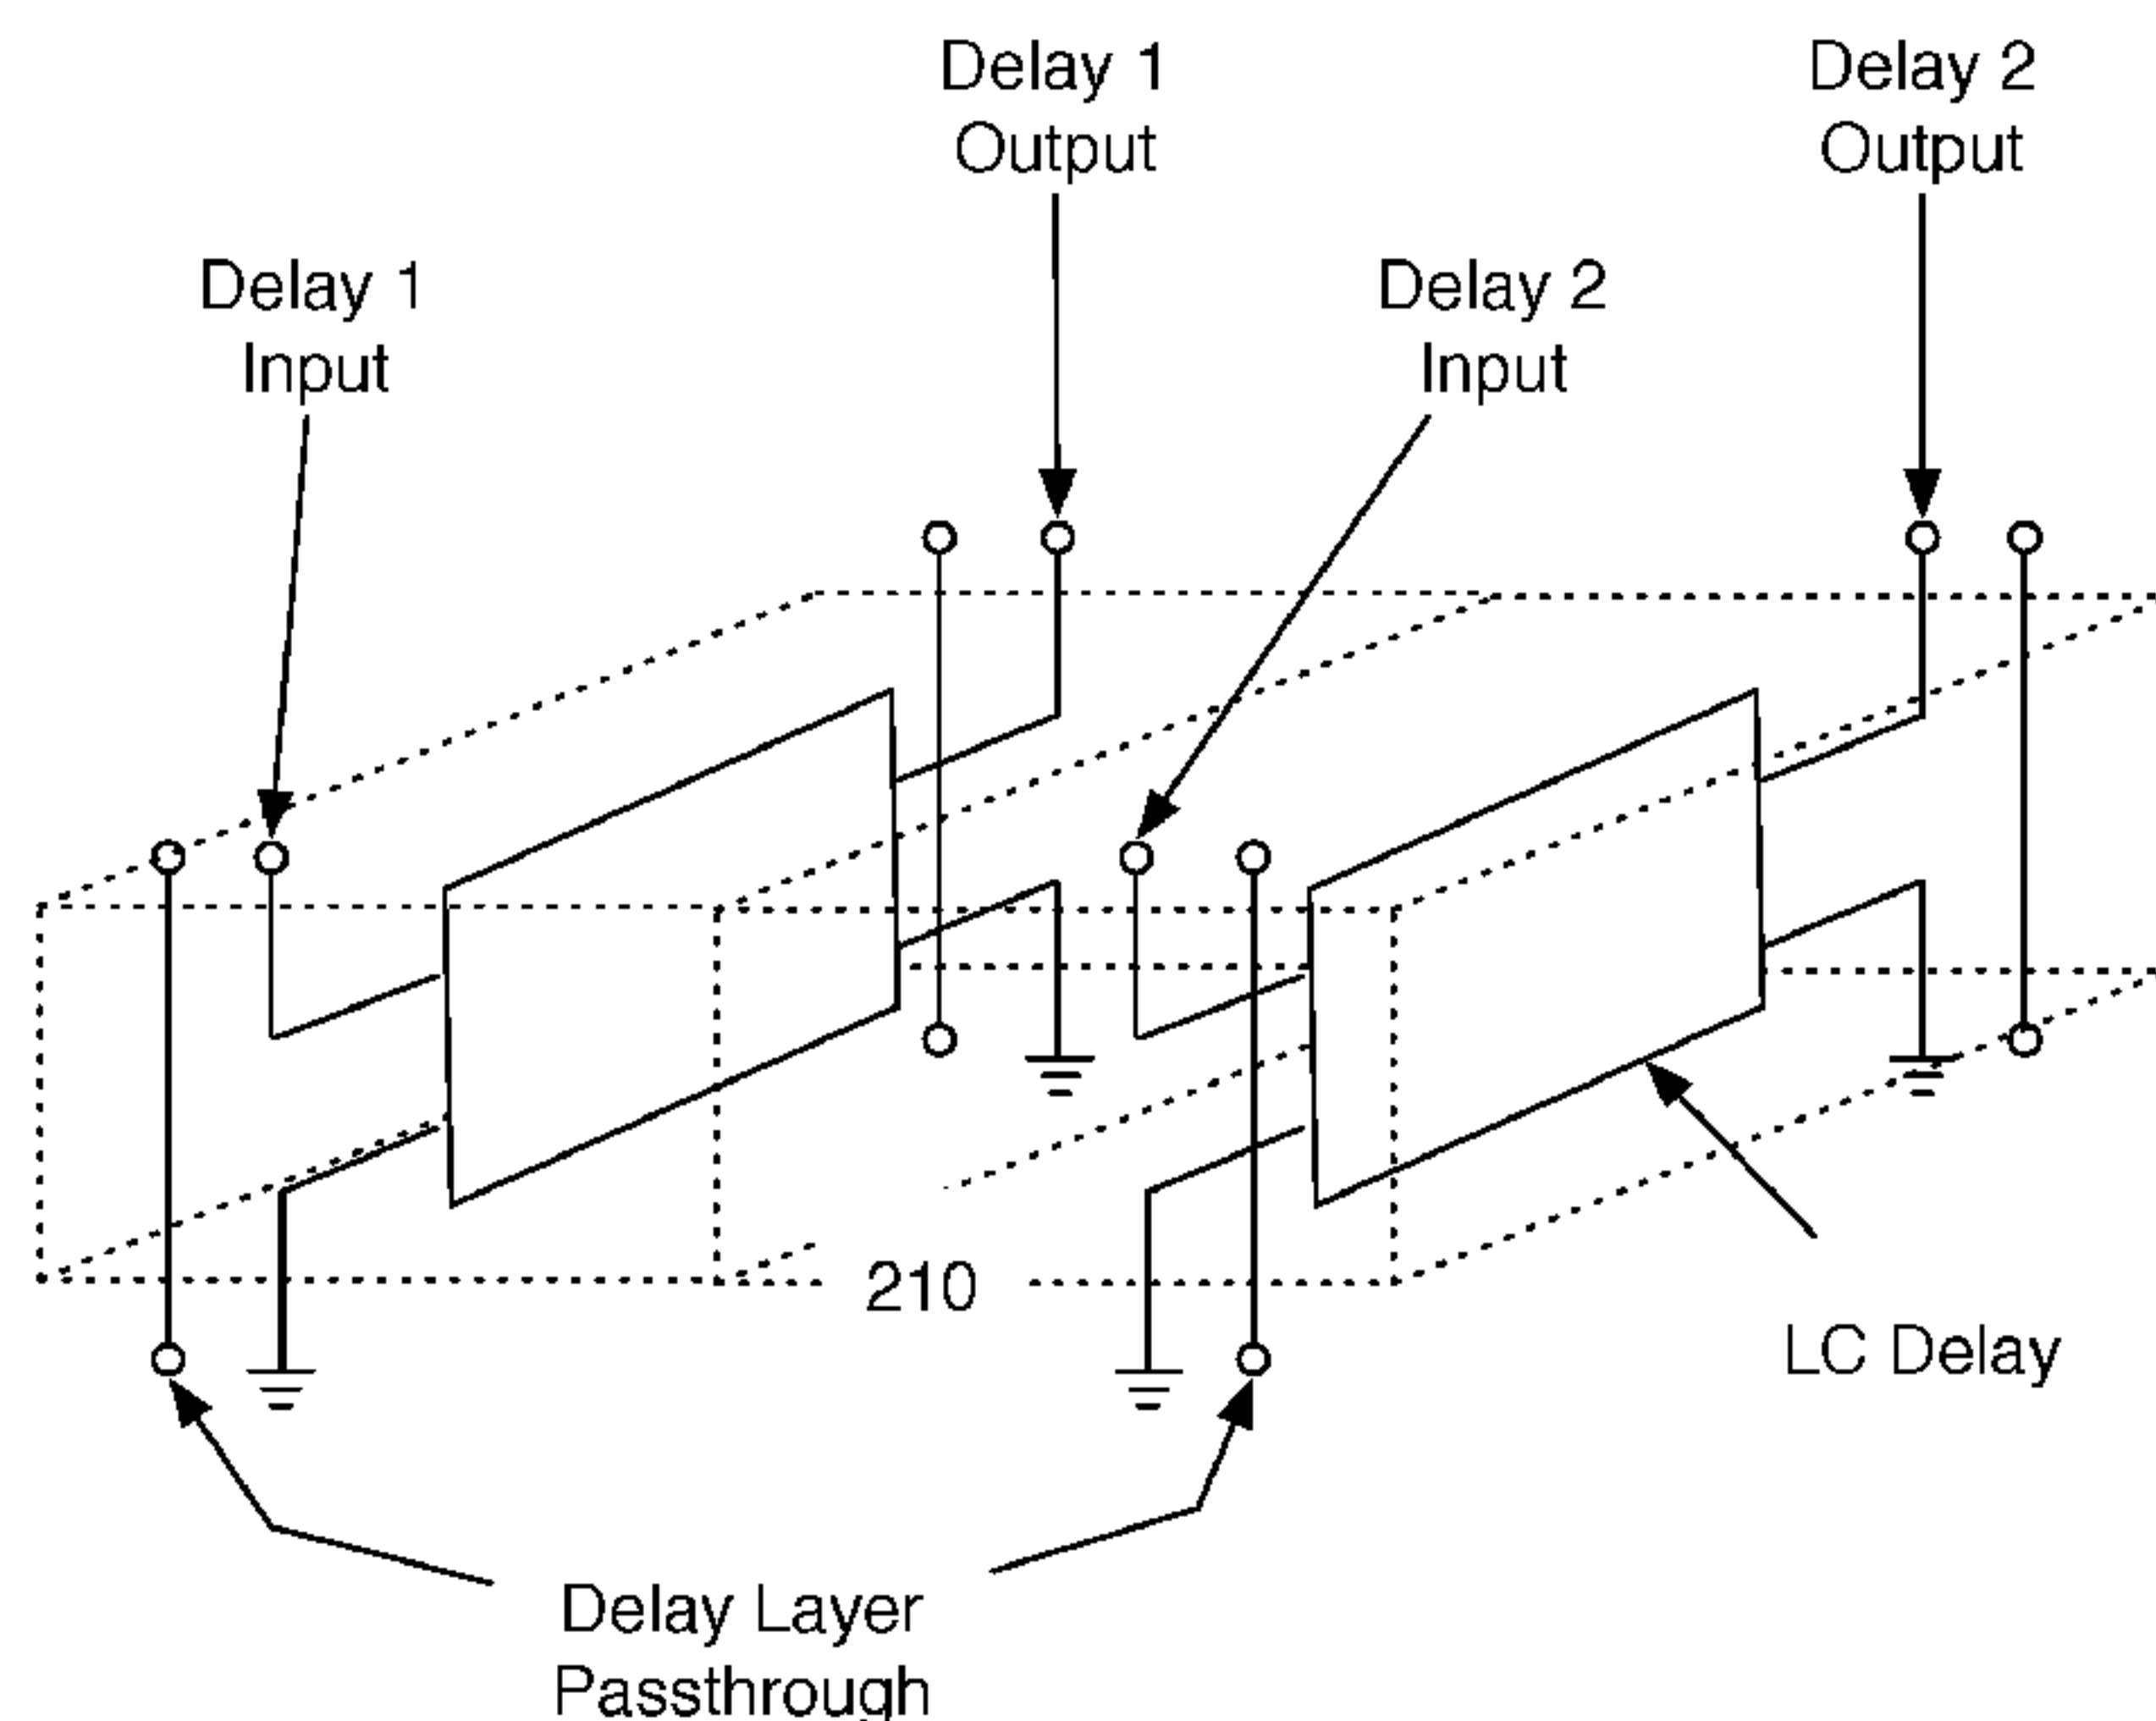 Delay 1
Output
Delay 2
Output
Delay 1
Input
Delay 2
Input
210
LC Delay
Delay Layer
Passthrough